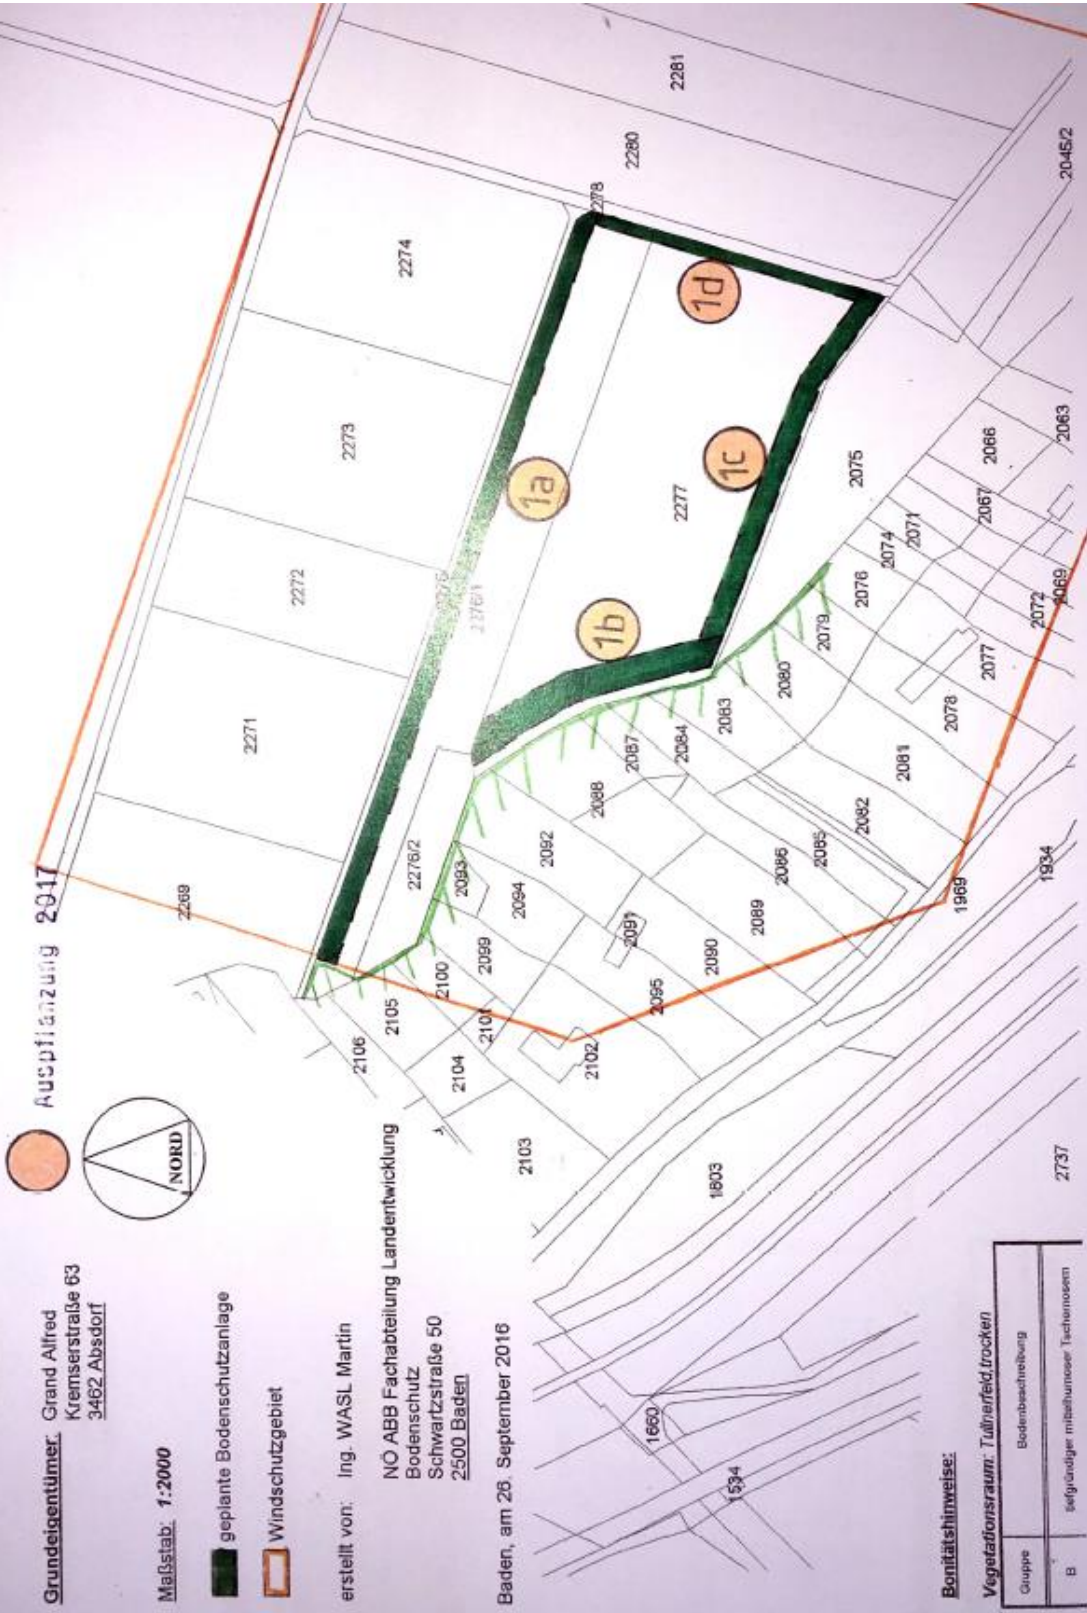 Grundeigentümer: Grand Alfred
Kremserstraße 63
3462 Absdorf
Maßstab: 1:2000
geplante Bodenschutzanlage
Windschutzgebiet
erstellt von: Ing. WASL Martin
NÖ ABB Fachabteilung Landentwicklung
Bodenschutz
Schwartzstraße 50
2500 Baden
Baden, am 26. September 2016
Auspflanzung 2017
NORD
Bonitätshinweise:
Vegetationsraum: Tullnerfeld, trocken
Gruppe
Bodenbeschreibung
B
tiefgründiger mittelhumoser Tschernosem
1a
1b
1c
1d
2269
2271
2272
2273
2274
2276/1
2276/2
2277
2278
2280
2281
2045/2
2063
2066
2067
2069
2071
2072
2074
2075
2076
2077
2078
2079
2080
2081
2082
2083
2084
2085
2086
2087
2088
2089
2090
2091
2092
2093
2094
2095
2099
2100
2101
2102
2103
2104
2105
2106
1803
1934
1969
2737
1660
1534